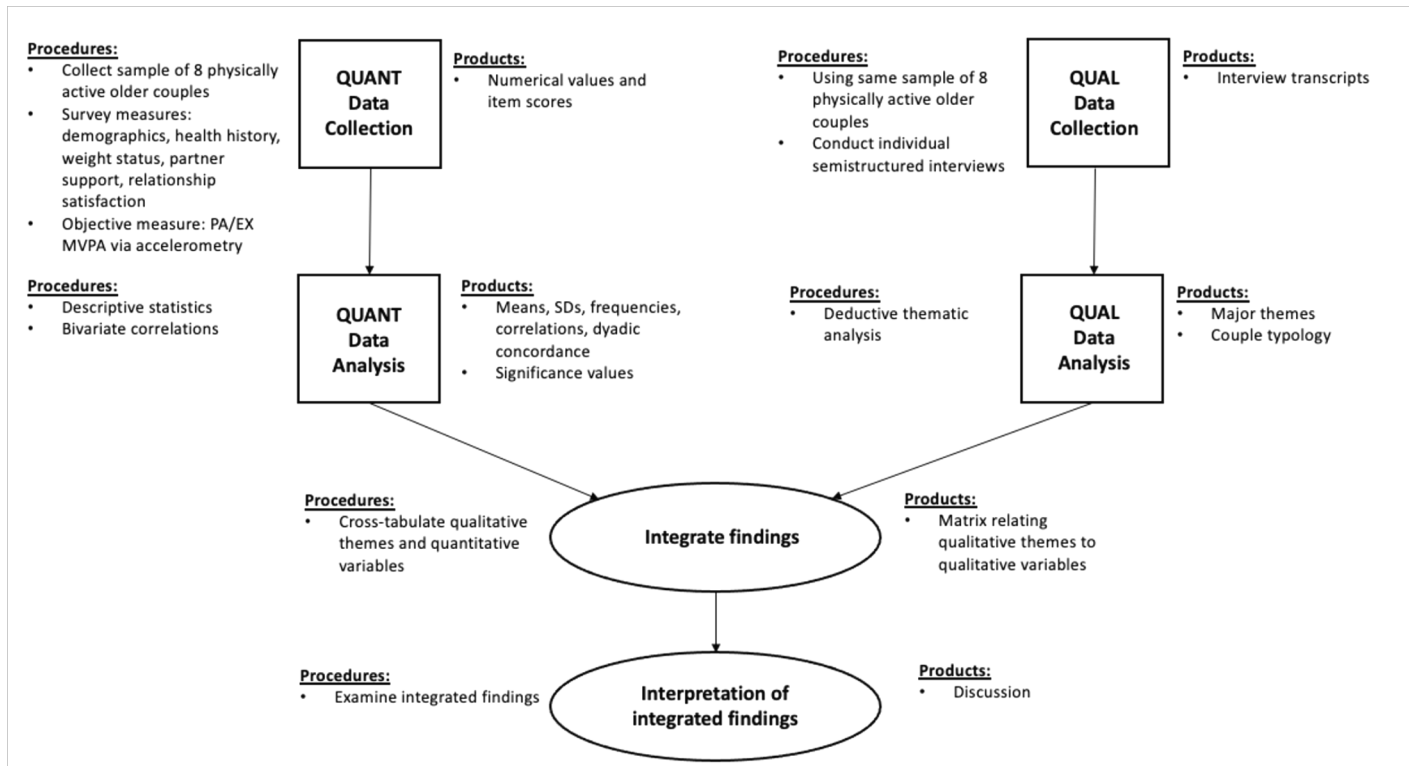 Procedures:
• Collect sample of 8 physically
active older couples
• Survey measures:
demographics, health history,
weight status, partner
support, relationship
satisfaction
• Objective measure: PA/EX
MVPA via accelerometry
QUANT
Data
Collection
Products:
• Numerical values and
item scores
Procedures:
• Using same sample of 8
physically active older
couples
• Conduct individual
semistructured interviews
QUAL
Data
Collection
Products:
• Interview transcripts
Procedures:
• Descriptive statistics
• Bivariate correlations
QUANT
Data
Analysis
Products:
• Means, SDs, frequencies,
correlations, dyadic
concordance
• Significance values
Procedures:
• Deductive thematic
analysis
QUAL
Data
Analysis
Products:
• Major themes
• Couple typology
Procedures:
• Cross-tabulate qualitative
themes and quantitative
variables
Integrate findings
Products:
• Matrix relating
qualitative themes to
qualitative variables
Procedures:
• Examine integrated findings
Interpretation of
integrated findings
Products:
• Discussion